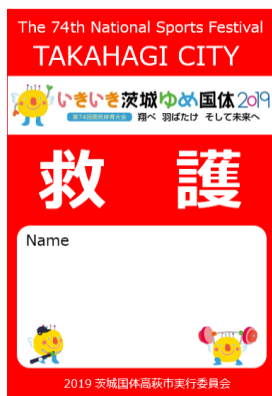 The 74th National Sports Festival
TAKAHAGI CITY
いきいき茨城ゆめ国体2019
第74回国民体育大会 翔べ 羽ばたけ そして未来へ
救 護
Name
2019 茨城国体高萩市実行委員会